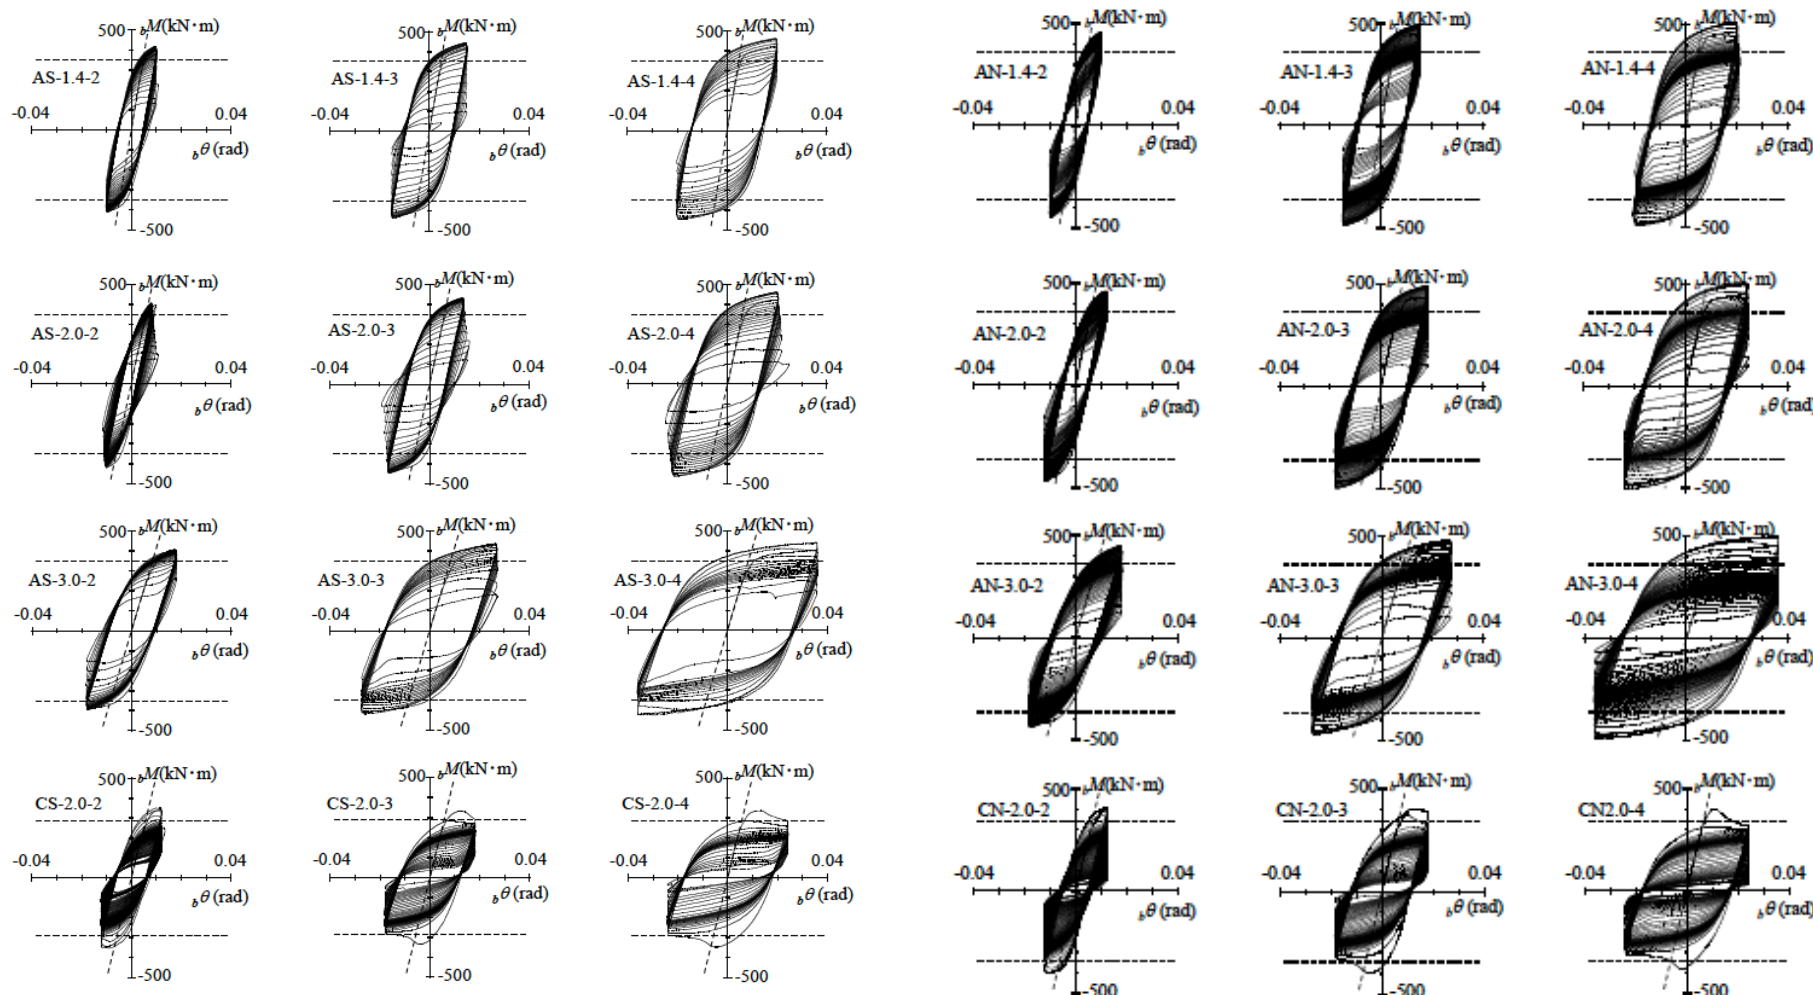 500 bM(kN·m)
AS-1.4-2
-0.04 0.04
bθ (rad)
-500
500 bM(kN·m)
AS-1.4-3
-0.04 0.04
bθ (rad)
-500
500 bM(kN·m)
AS-1.4-4
-0.04 0.04
bθ (rad)
-500
500 bM(kN·m)
AN-1.4-2
-0.04 0.04
bθ (rad)
-500
500 bM(kN·m)
AN-1.4-3
-0.04 0.04
bθ (rad)
-500
500 bM(kN·m)
AN-1.4-4
-0.04 0.04
bθ (rad)
-500
500 bM(kN·m)
AS-2.0-2
-0.04 0.04
bθ (rad)
-500
500 bM(kN·m)
AS-2.0-3
-0.04 0.04
bθ (rad)
-500
500 bM(kN·m)
AS-2.0-4
-0.04 0.04
bθ (rad)
-500
500 bM(kN·m)
AN-2.0-2
-0.04 0.04
bθ (rad)
-500
500 bM(kN·m)
AN-2.0-3
-0.04 0.04
bθ (rad)
-500
500 bM(kN·m)
AN-2.0-4
-0.04 0.04
bθ (rad)
-500
500 bM(kN·m)
AS-3.0-2
-0.04 0.04
bθ (rad)
-500
500 bM(kN·m)
AS-3.0-3
-0.04 0.04
bθ (rad)
-500
500 bM(kN·m)
AS-3.0-4
-0.04 0.04
bθ (rad)
-500
500 bM(kN·m)
AN-3.0-2
-0.04 0.04
bθ (rad)
-500
500 bM(kN·m)
AN-3.0-3
-0.04 0.04
bθ (rad)
-500
500 bM(kN·m)
AN-3.0-4
-0.04 0.04
bθ (rad)
-500
500 bM(kN·m)
CS-2.0-2
-0.04 0.04
bθ (rad)
-500
500 bM(kN·m)
CS-2.0-3
-0.04 0.04
bθ (rad)
-500
500 bM(kN·m)
CS-2.0-4
-0.04 0.04
bθ (rad)
-500
500 bM(kN·m)
CN-2.0-2
-0.04 0.04
bθ (rad)
-500
500 bM(kN·m)
CN-2.0-3
-0.04 0.04
bθ (rad)
-500
500 bM(kN·m)
CN2.0-4
-0.04 0.04
bθ (rad)
-500